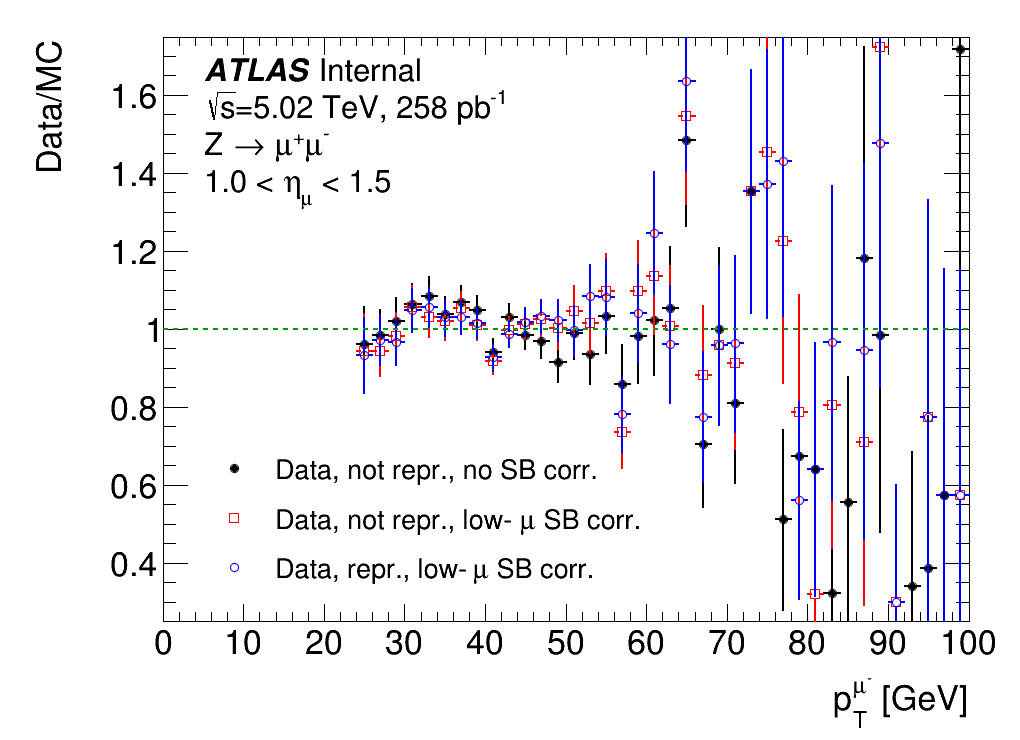 Data/MC
ATLAS Internal
√s=5.02 TeV, 258 pb⁻¹
Z → μ⁺μ⁻
1.0 < η_μ < 1.5
1.6
1.4
1.2
1
0.8
0.6
0.4
Data, not repr., no SB corr.
Data, not repr., low- μ SB corr.
Data, repr., low- μ SB corr.
0 10 20 30 40 50 60 70 80 90 100
p_T^μ⁻ [GeV]